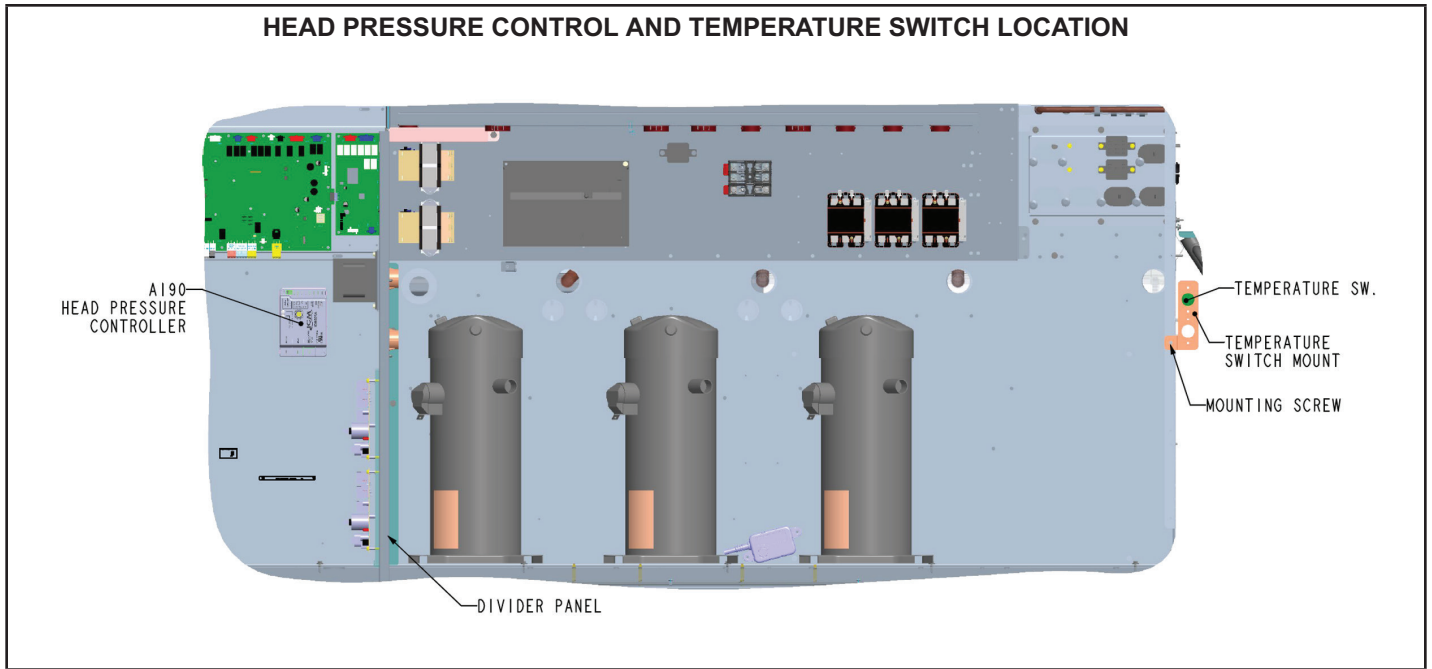 HEAD PRESSURE CONTROL AND TEMPERATURE SWITCH LOCATION
A190
HEAD PRESSURE
CONTROLLER
TEMPERATURE SW.
TEMPERATURE
SWITCH MOUNT
MOUNTING SCREW
DIVIDER PANEL